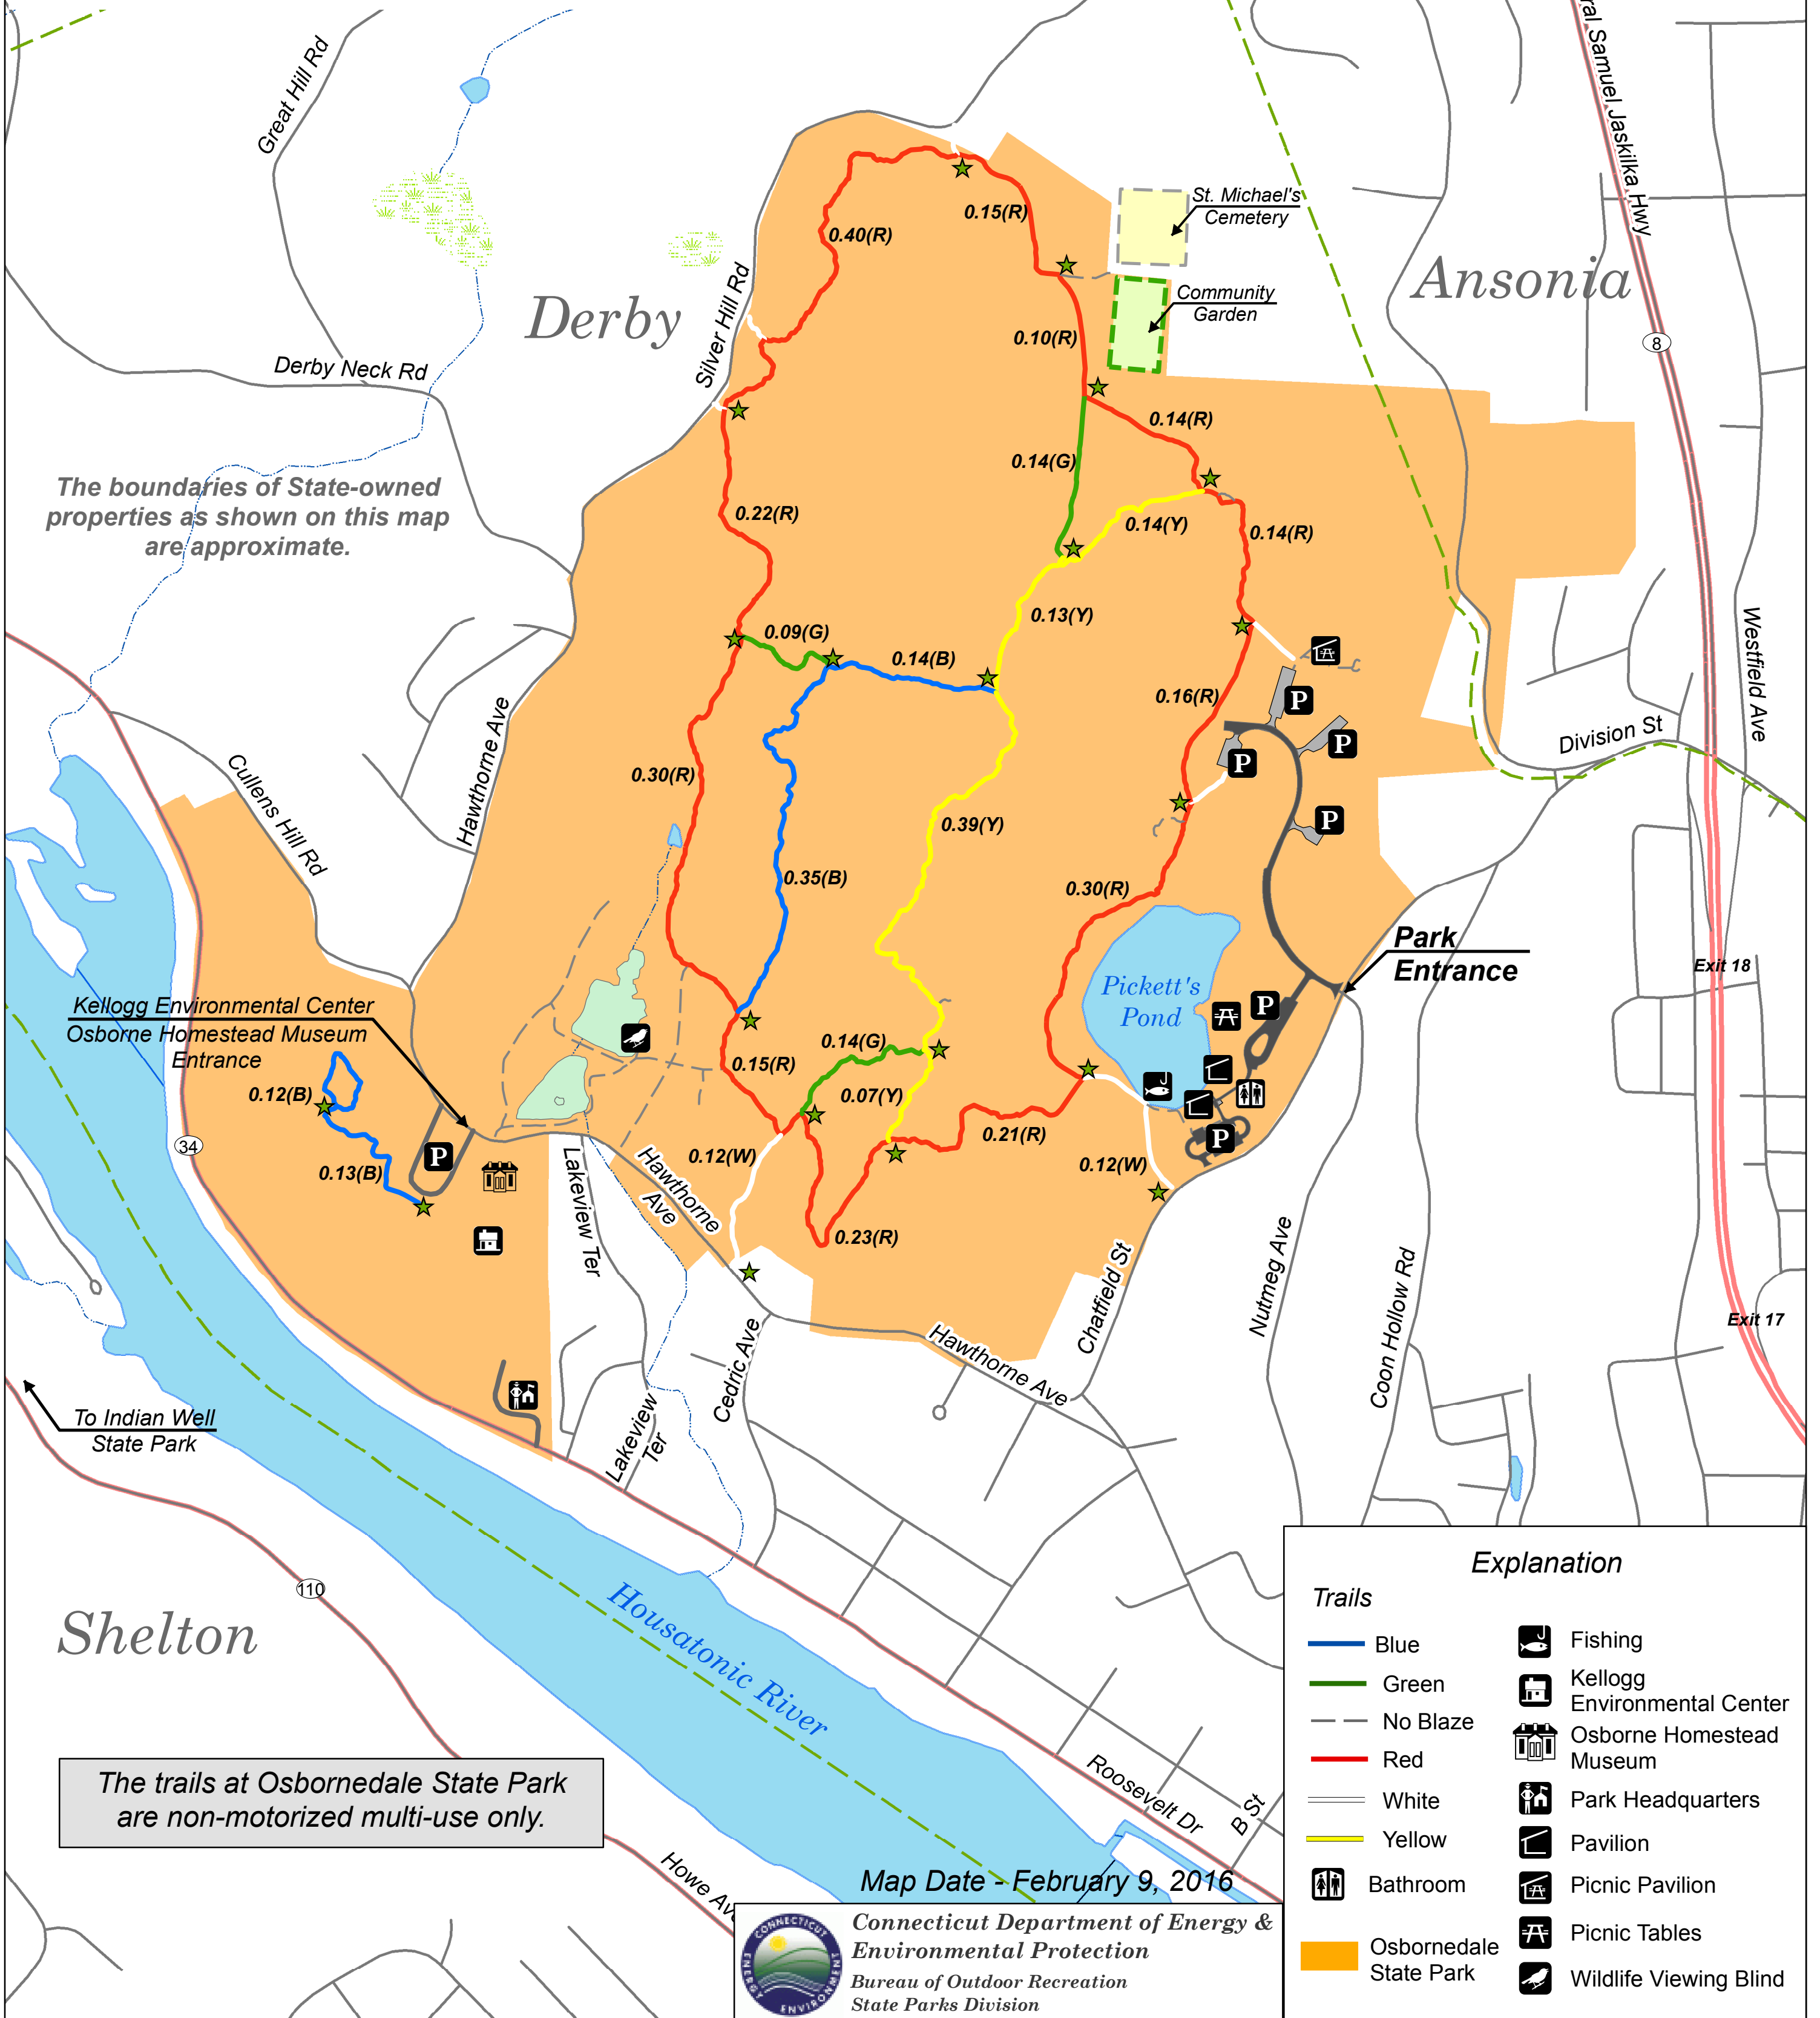 Great Hill Rd
ral Samuel Jaskilka Hwy
St. Michael's
Cemetery
0.15(R)
0.40(R)
Ansonia
Derby
Silver Hill Rd
Community
Garden
0.10(R)
8
Derby Neck Rd
0.14(R)
0.14(G)
The boundaries of State-owned
properties as shown on this map
are approximate.
0.22(R)
0.14(Y)
0.14(R)
0.13(Y)
0.09(G)
0.14(B)
Westfield Ave
0.16(R)
P
Hawthorne Ave
Division St
P
P
0.30(R)
Cullens Hill Rd
0.39(Y)
P
0.35(B)
0.30(R)
Park
Entrance
Exit 18
Pickett's
Pond
P
Kellogg Environmental Center
Osborne Homestead Museum
Entrance
0.14(G)
0.15(R)
0.12(B)
0.07(Y)
34
P
0.21(R)
P
0.12(W)
0.12(W)
0.13(B)
Lakeview Ter
Hawthorne
Ave
0.23(R)
Chatfield St
Nutmeg Ave
Coon Hollow Rd
Exit 17
Cedric Ave
Hawthorne Ave
To Indian Well
State Park
Lakeview
Ter
110
Shelton
Housatonic River
Roosevelt Dr
B St
The trails at Osbornedale State Park
are non-motorized multi-use only.
Howe Ave
Map Date - February 9, 2016
CONNECTICUT
ENERGY
ENVIRONMENT
Connecticut Department of Energy &
Environmental Protection
Bureau of Outdoor Recreation
State Parks Division
Explanation
Trails
Blue
Green
No Blaze
Red
White
Yellow
Bathroom
Osbornedale
State Park
Fishing
Kellogg
Environmental Center
Osborne Homestead
Museum
Park Headquarters
Pavilion
Picnic Pavilion
Picnic Tables
Wildlife Viewing Blind